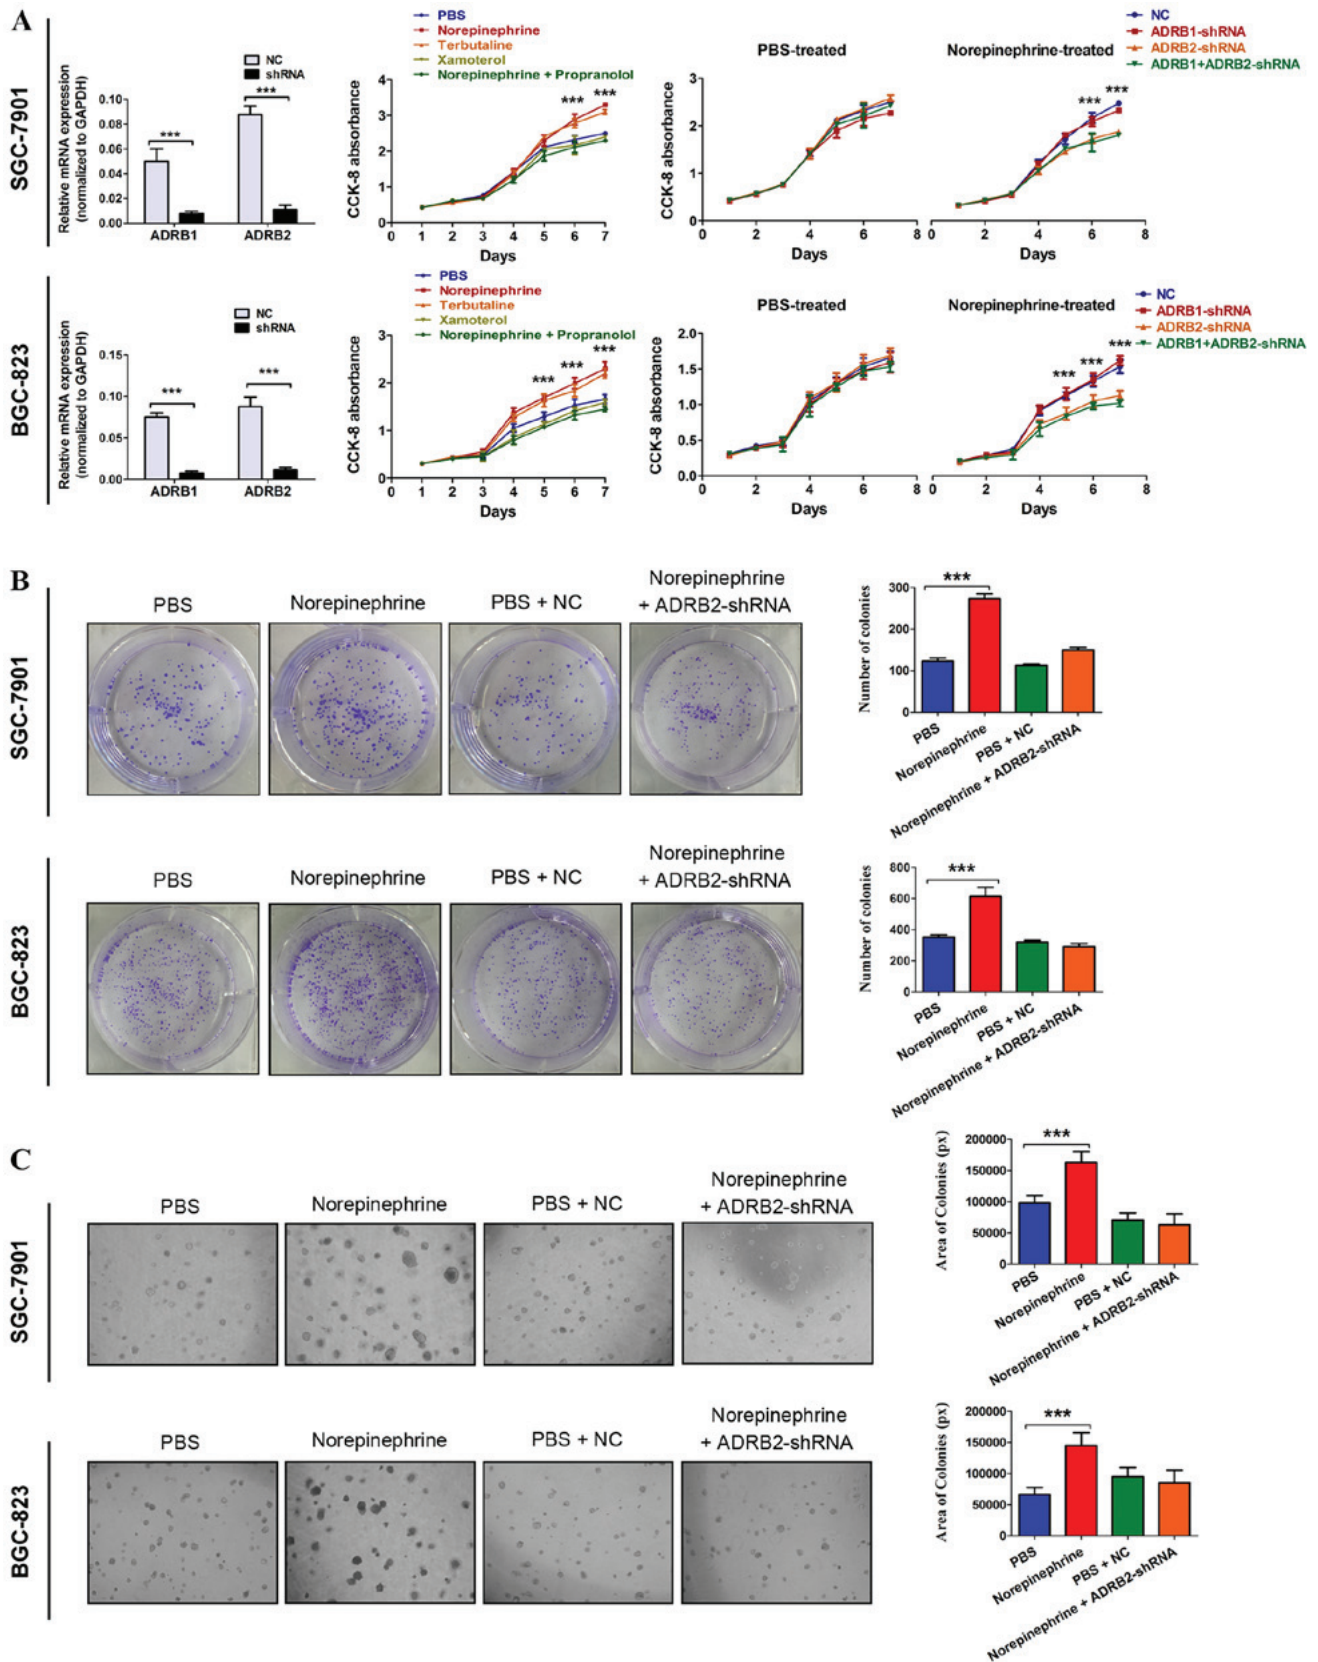 A
SGC-7901
Relative mRNA expression
(normalized to GAPDH)
0.10
0.08
0.06
0.04
0.02
0.00
NC
shRNA
***
***
ADRB1
ADRB2
PBS
Norepinephrine
Terbutaline
Xamoterol
Norepinephrine + Propranolol
CCK-8 absorbance
4
3
2
1
0
*** ***
0 1 2 3 4 5 6 7
Days
PBS-treated
CCK-8 absorbance
3
2
1
0
0 2 4 6 8
Days
Norepinephrine-treated
NC
ADRB1-shRNA
ADRB2-shRNA
ADRB1+ADRB2-shRNA
*** ***
0 2 4 6 8
Days
BGC-823
Relative mRNA expression
(normalized to GAPDH)
0.15
0.10
0.05
0.00
NC
shRNA
***
***
ADRB1
ADRB2
PBS
Norepinephrine
Terbutaline
Xamoterol
Norepinephrine + Propranolol
CCK-8 absorbance
3
2
1
0
*** *** ***
0 1 2 3 4 5 6 7
Days
PBS-treated
CCK-8 absorbance
2.0
1.5
1.0
0.5
0.0
0 2 4 6 8
Days
Norepinephrine-treated
NC
ADRB1-shRNA
ADRB2-shRNA
ADRB1+ADRB2-shRNA
*** *** ***
0 2 4 6 8
Days
B
SGC-7901
PBS
Norepinephrine
PBS + NC
Norepinephrine
+ ADRB2-shRNA
Number of colonies
300
200
100
0
***
PBS
Norepinephrine
PBS + NC
Norepinephrine + ADRB2-shRNA
BGC-823
PBS
Norepinephrine
PBS + NC
Norepinephrine
+ ADRB2-shRNA
Number of colonies
800
600
400
200
0
***
PBS
Norepinephrine
PBS + NC
Norepinephrine + ADRB2-shRNA
C
SGC-7901
PBS
Norepinephrine
PBS + NC
Norepinephrine
+ ADRB2-shRNA
Area of Colonies (px)
200000
150000
100000
50000
0
***
PBS
Norepinephrine
PBS + NC
Norepinephrine + ADRB2-shRNA
BGC-823
PBS
Norepinephrine
PBS + NC
Norepinephrine
+ ADRB2-shRNA
Area of Colonies (px)
200000
150000
100000
50000
0
***
PBS
Norepinephrine
PBS + NC
Norepinephrine + ADRB2-shRNA